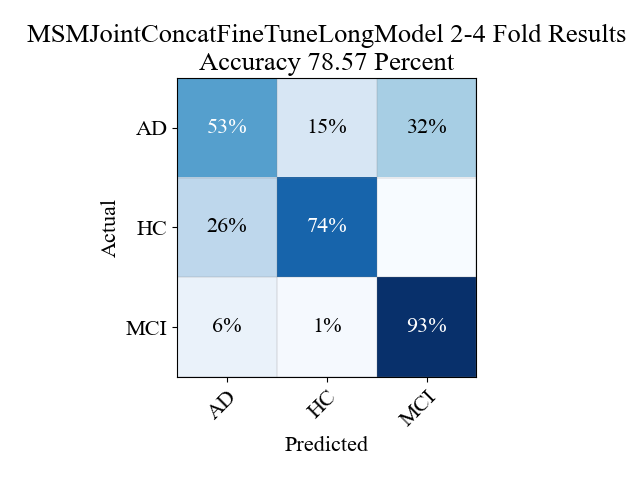 MSMJointConcatFineTuneLongModel 2-4 Fold Results
Accuracy 78.57 Percent
AD 53% 15% 32%
HC 26% 74%
MCI 6% 1% 93%
Actual
AD HC MCI
Predicted